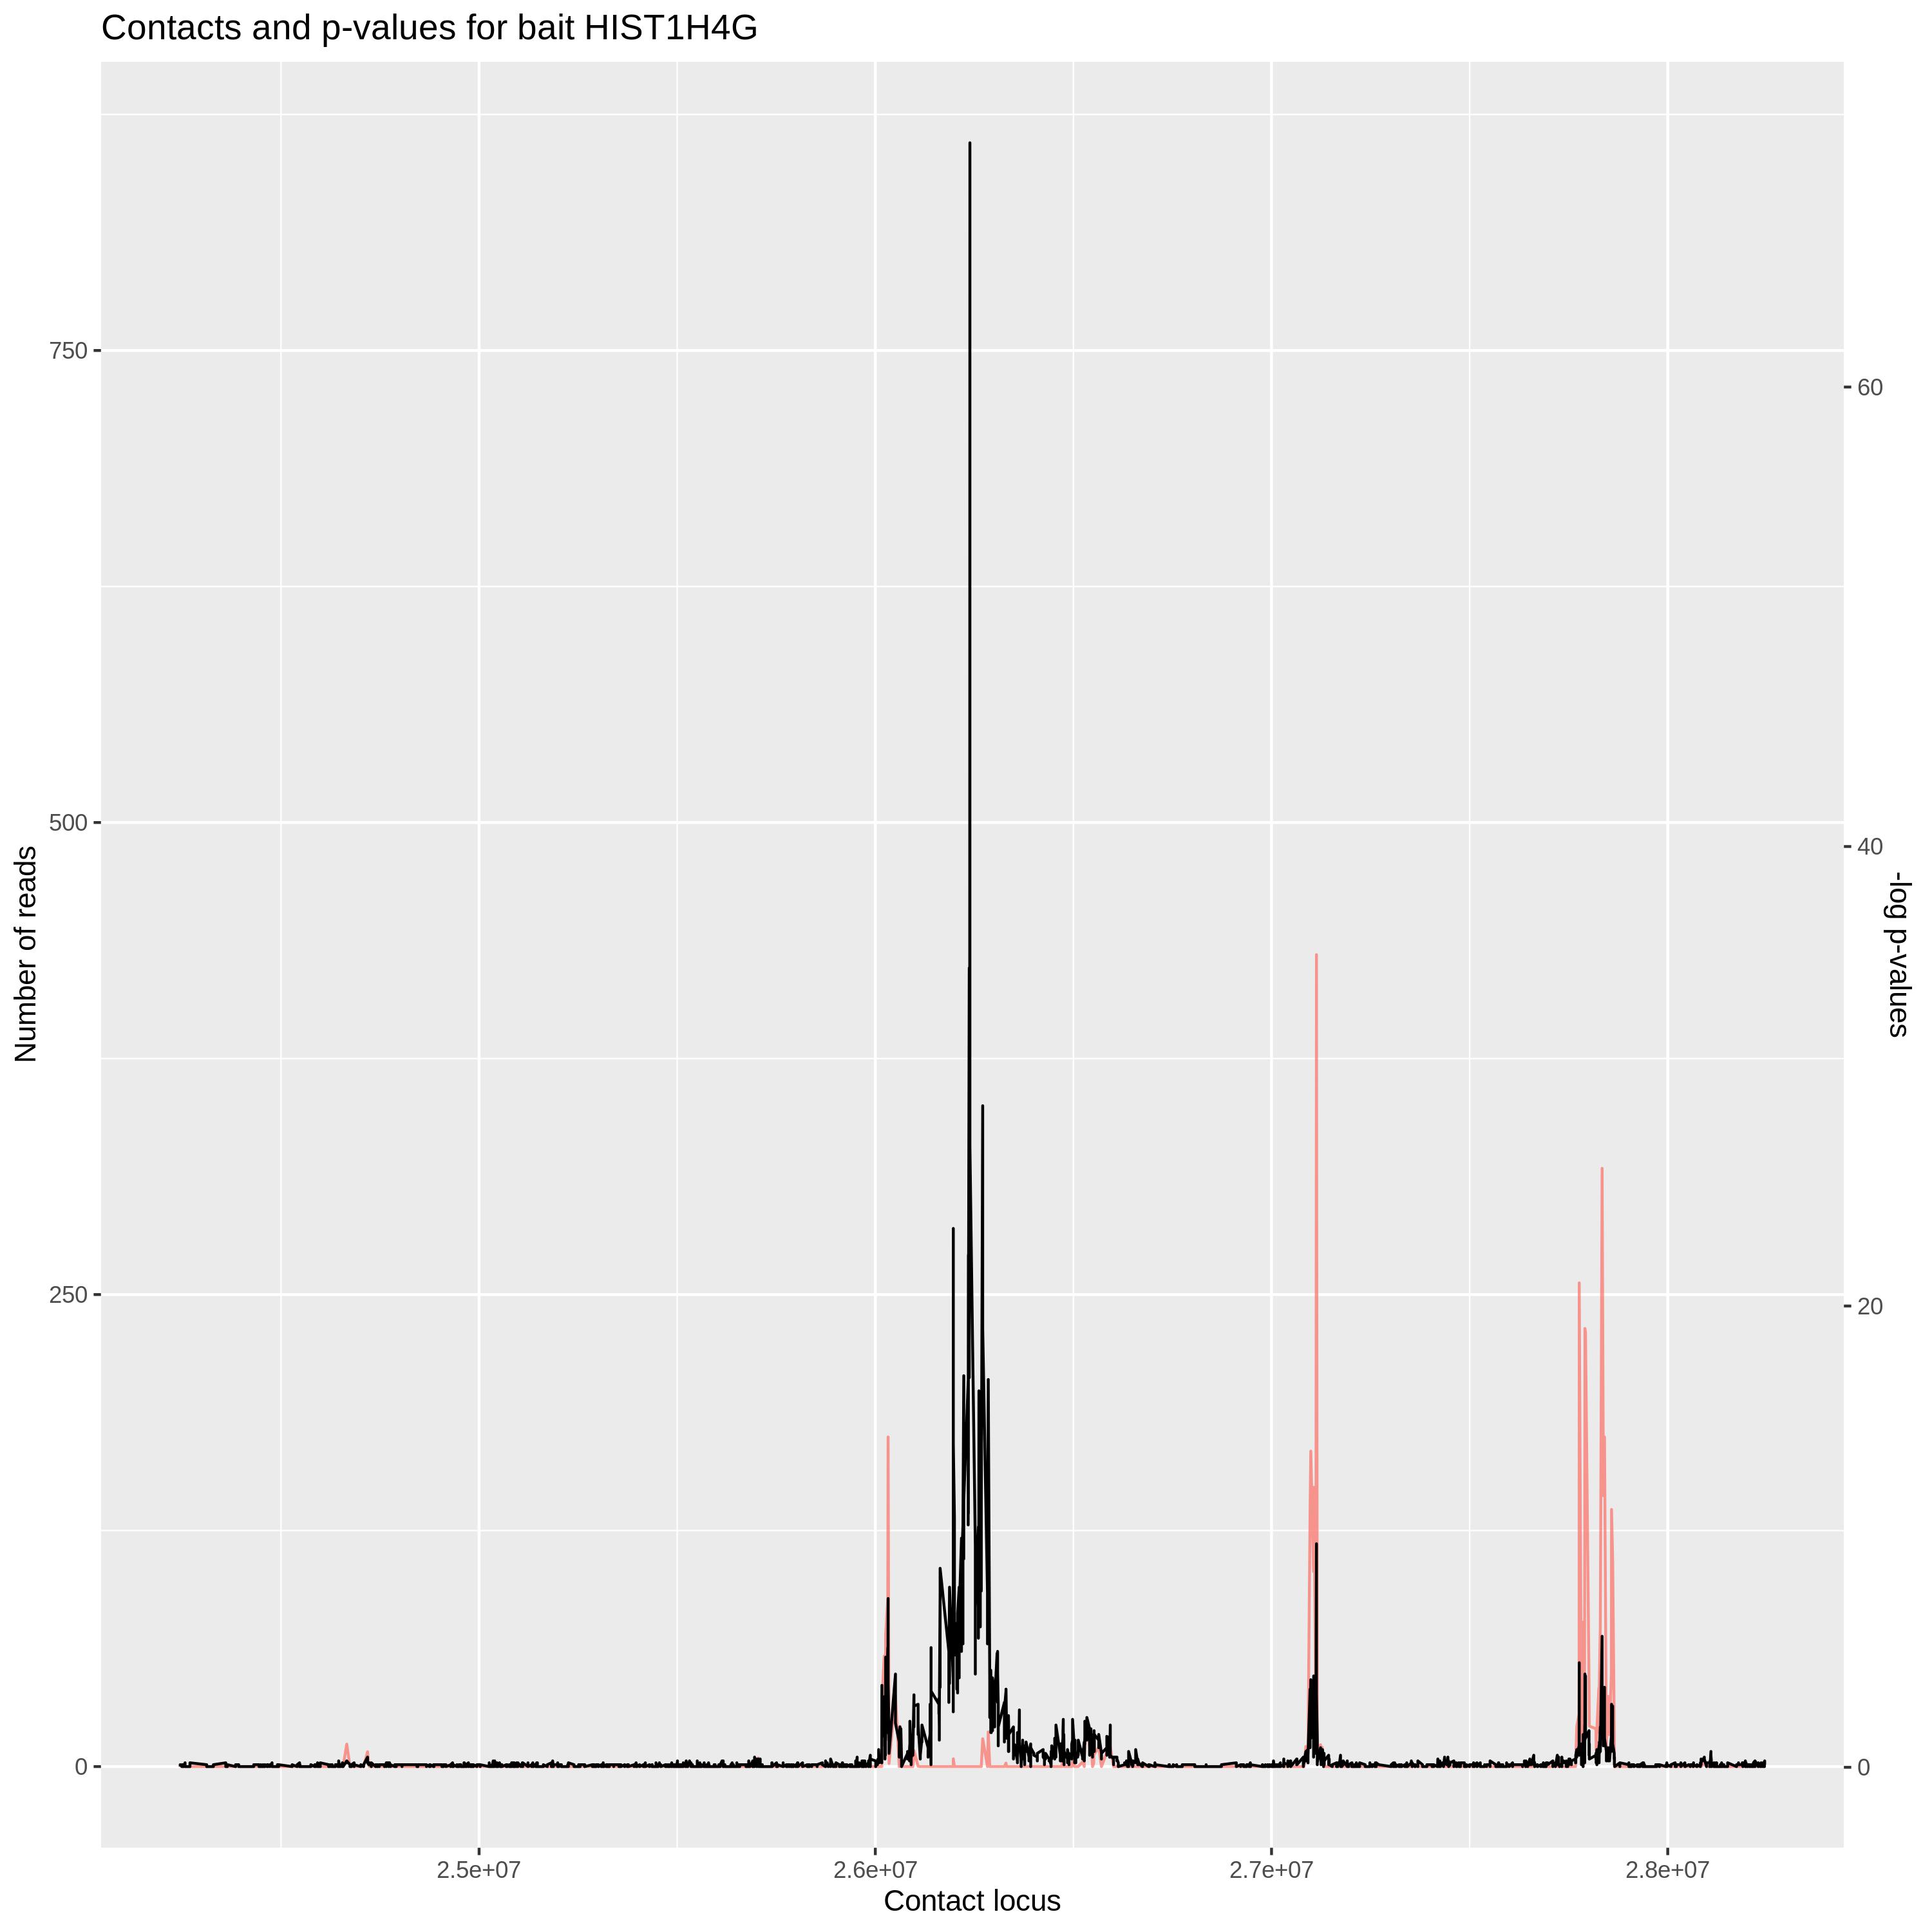 Contacts and p-values for bait HIST1H4G
750
500
250
0
Number of reads
60
40
20
0
-log p-values
2.5e+07
2.6e+07
2.7e+07
2.8e+07
Contact locus